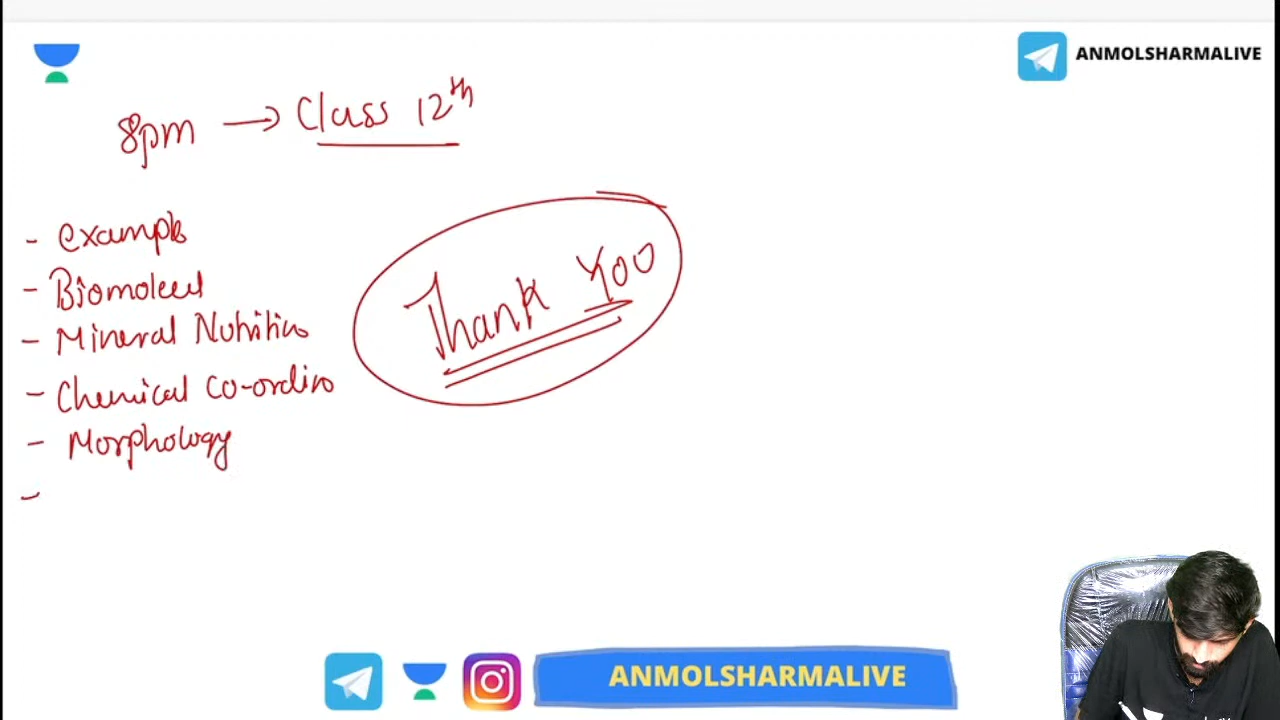 ANMOLSHARMALIVE
8pm → Class 12th
- example
- Biomolecul
- Mineral Nutrition
- Chemical Co-ordin
- Morphology
-
Thank You
ANMOLSHARMALIVE